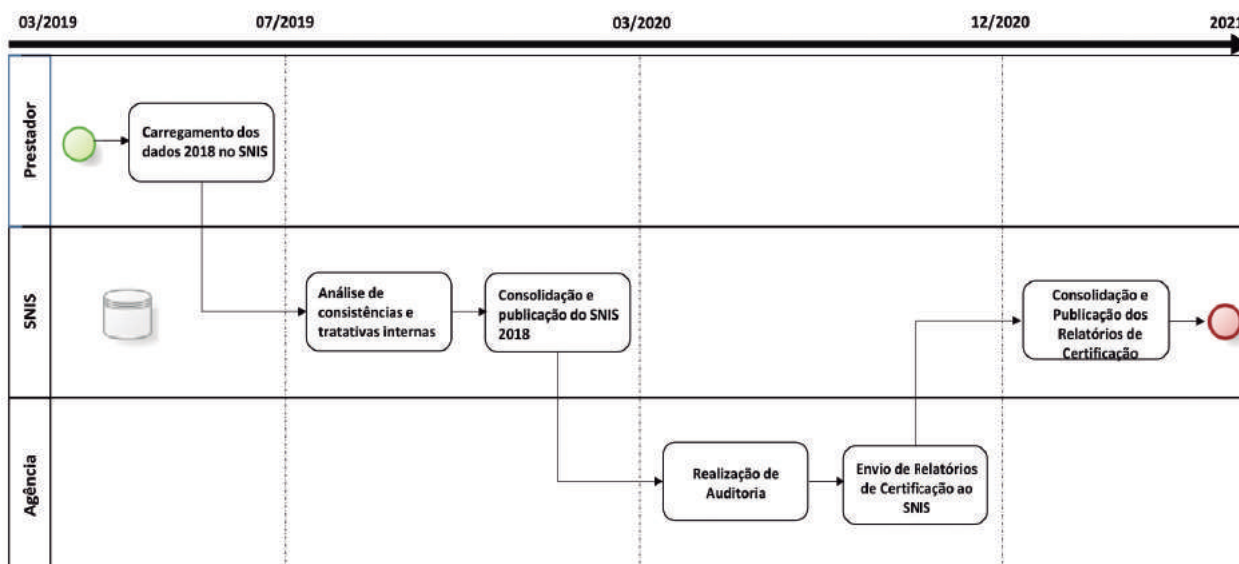 03/2019
07/2019
03/2020
12/2020
2021
Prestador
Carregamento dos
dados 2018 no SNIS
SNIS
Análise de
consistências e
tratativas internas
Consolidação e
publicação do SNIS
2018
Consolidação e
Publicação dos
Relatórios de
Certificação
Agência
Realização de
Auditoria
Envio de Relatórios
de Certificação ao
SNIS